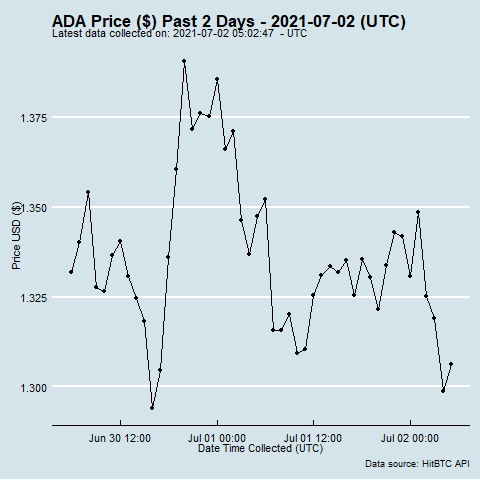 ADA Price ($) Past 2 Days - 2021-07-02 (UTC)
Latest data collected on: 2021-07-02 05:02:47 - UTC
Price USD ($)
1.375
1.350
1.325
1.300
Jun 30 12:00
Jul 01 00:00
Jul 01 12:00
Jul 02 00:00
Date Time Collected (UTC)
Data source: HitBTC API